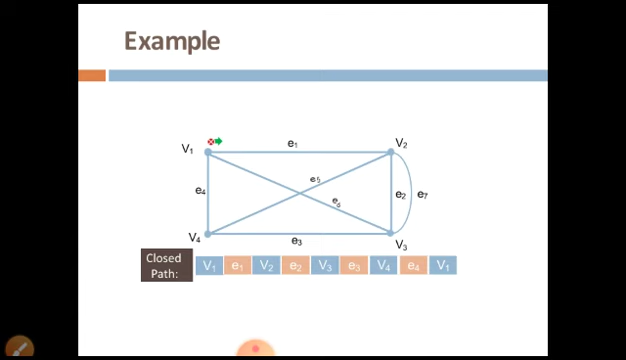 Example
V₁
e₁
V₂
e₄
e₅
e₆
e₂
e₇
V₄
e₃
V₃
Closed
Path:
V₁ e₁ V₂ e₂ V₃ e₃ V₄ e₄ V₁